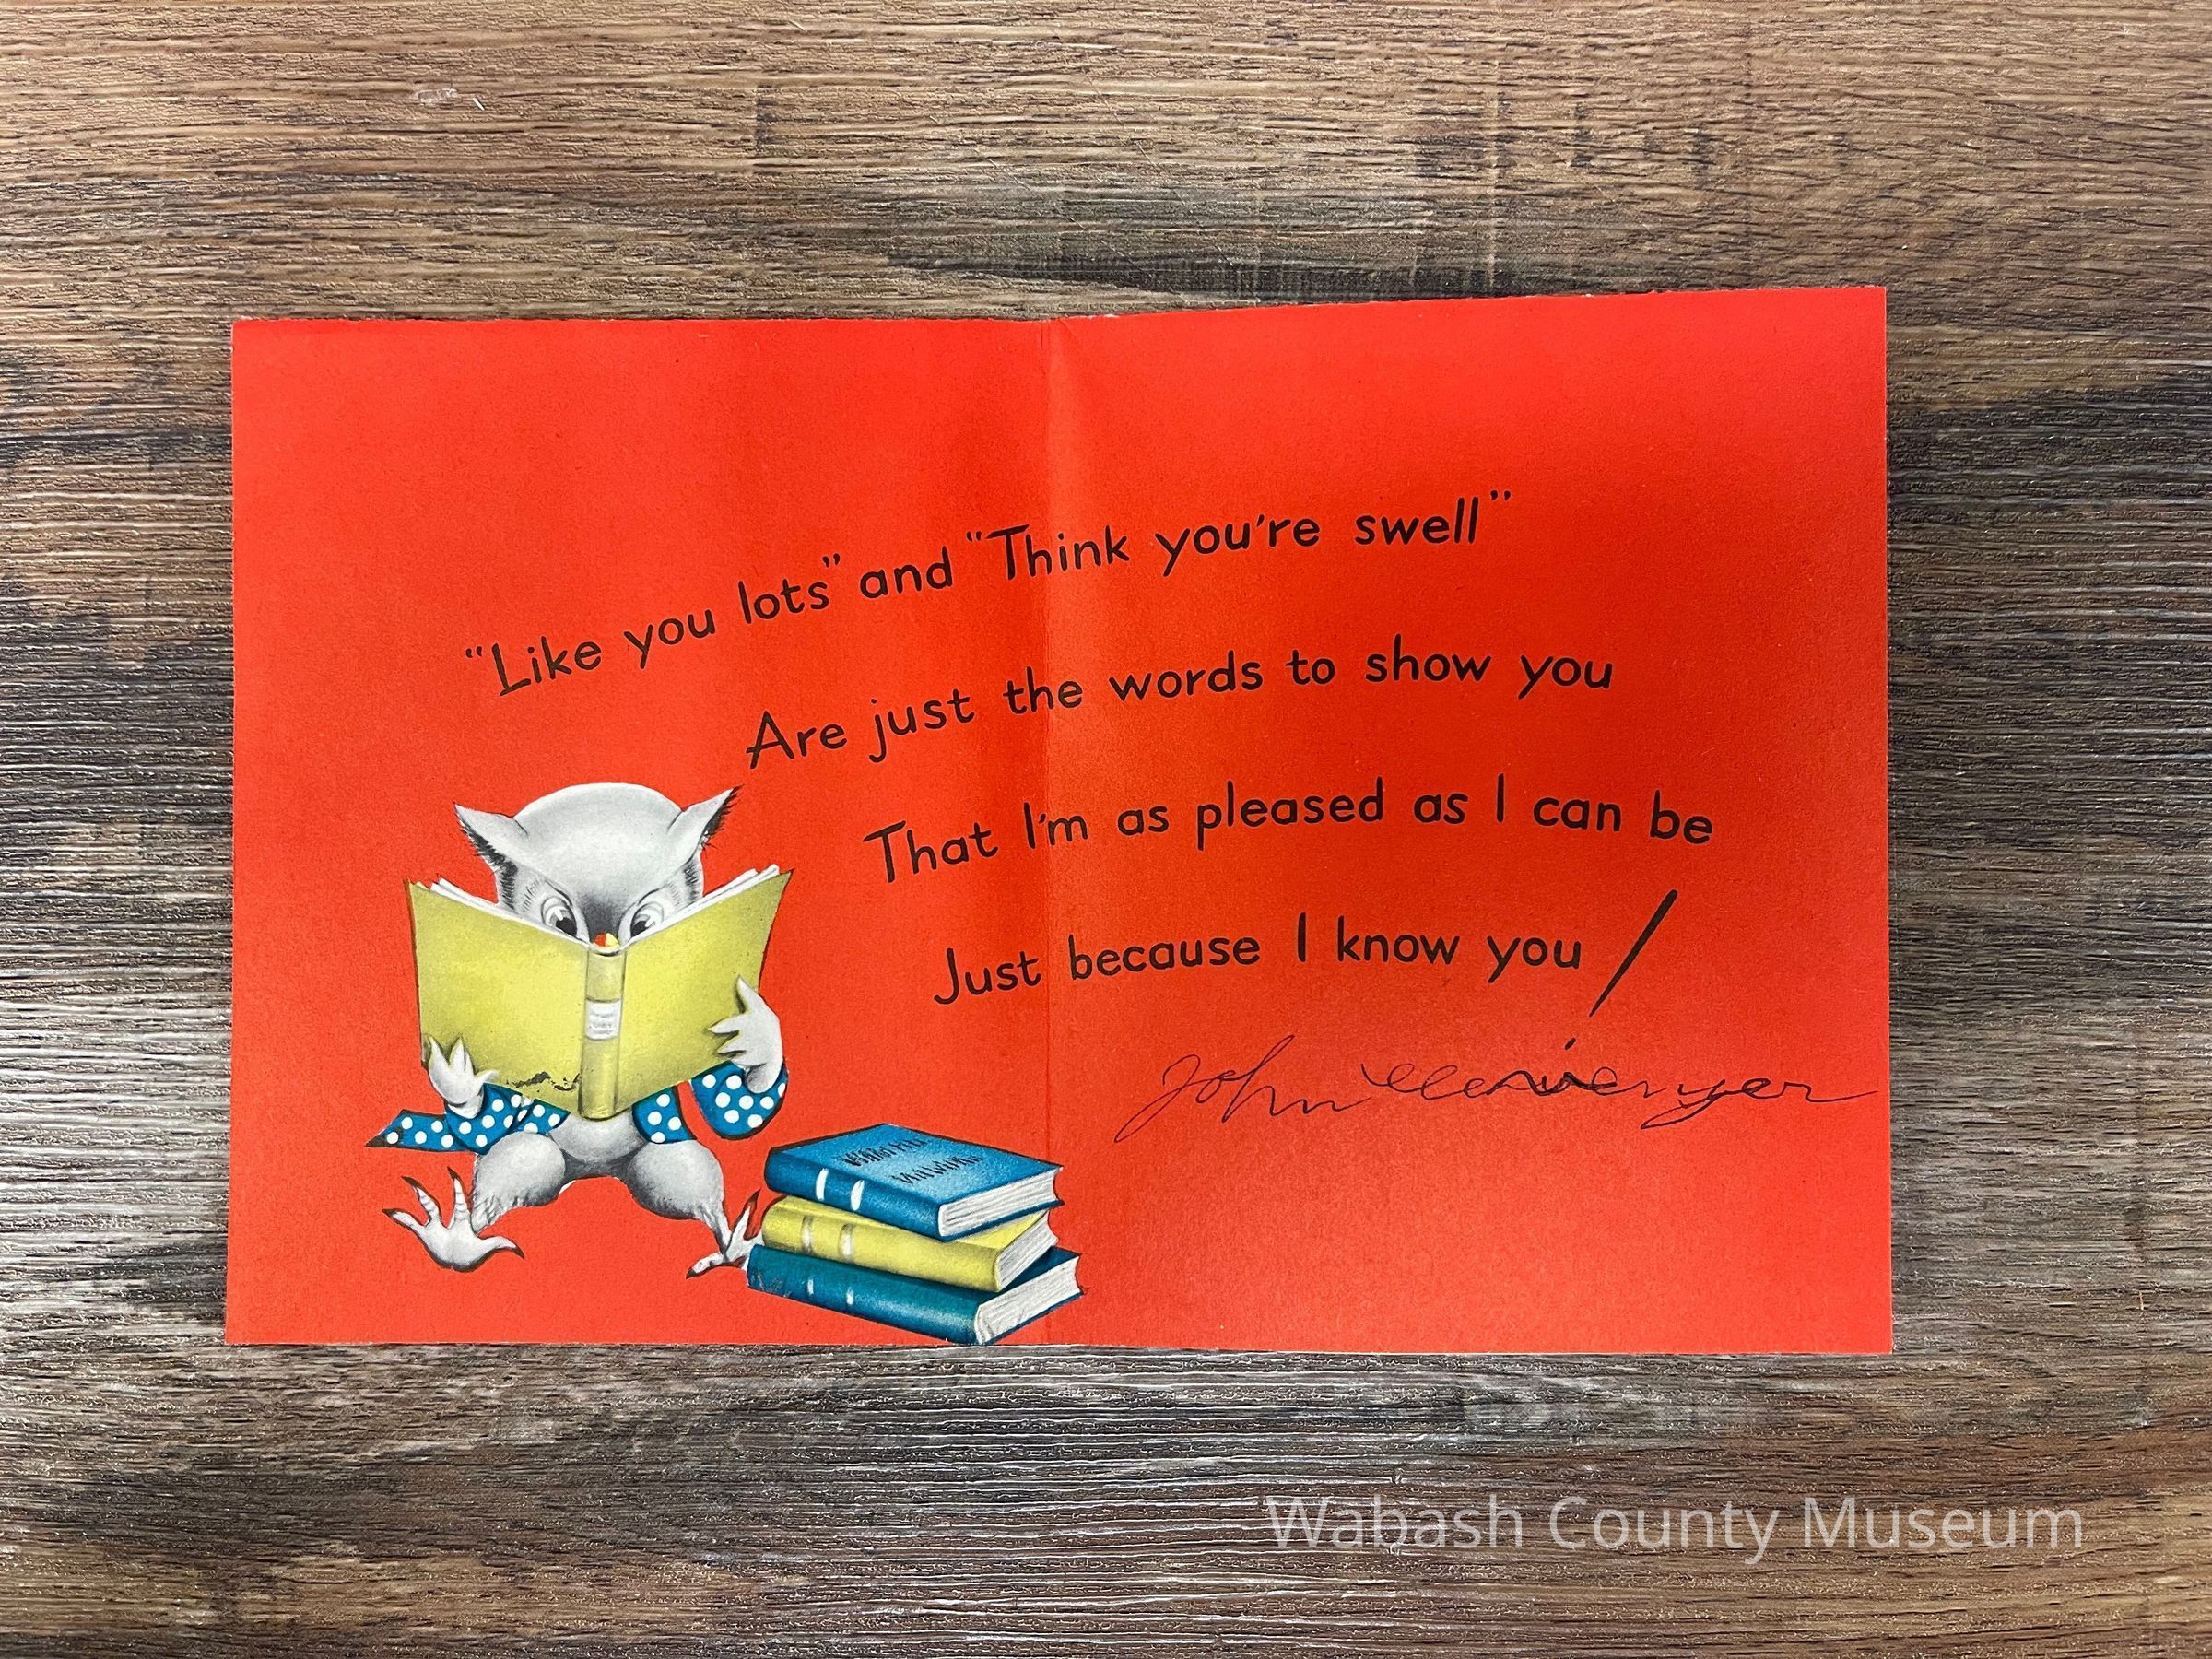 “Like you lots” and “Think you're swell”
Are just the words to show you
That I'm as pleased as I can be
Just because I know you!
John
Wabash County Museum